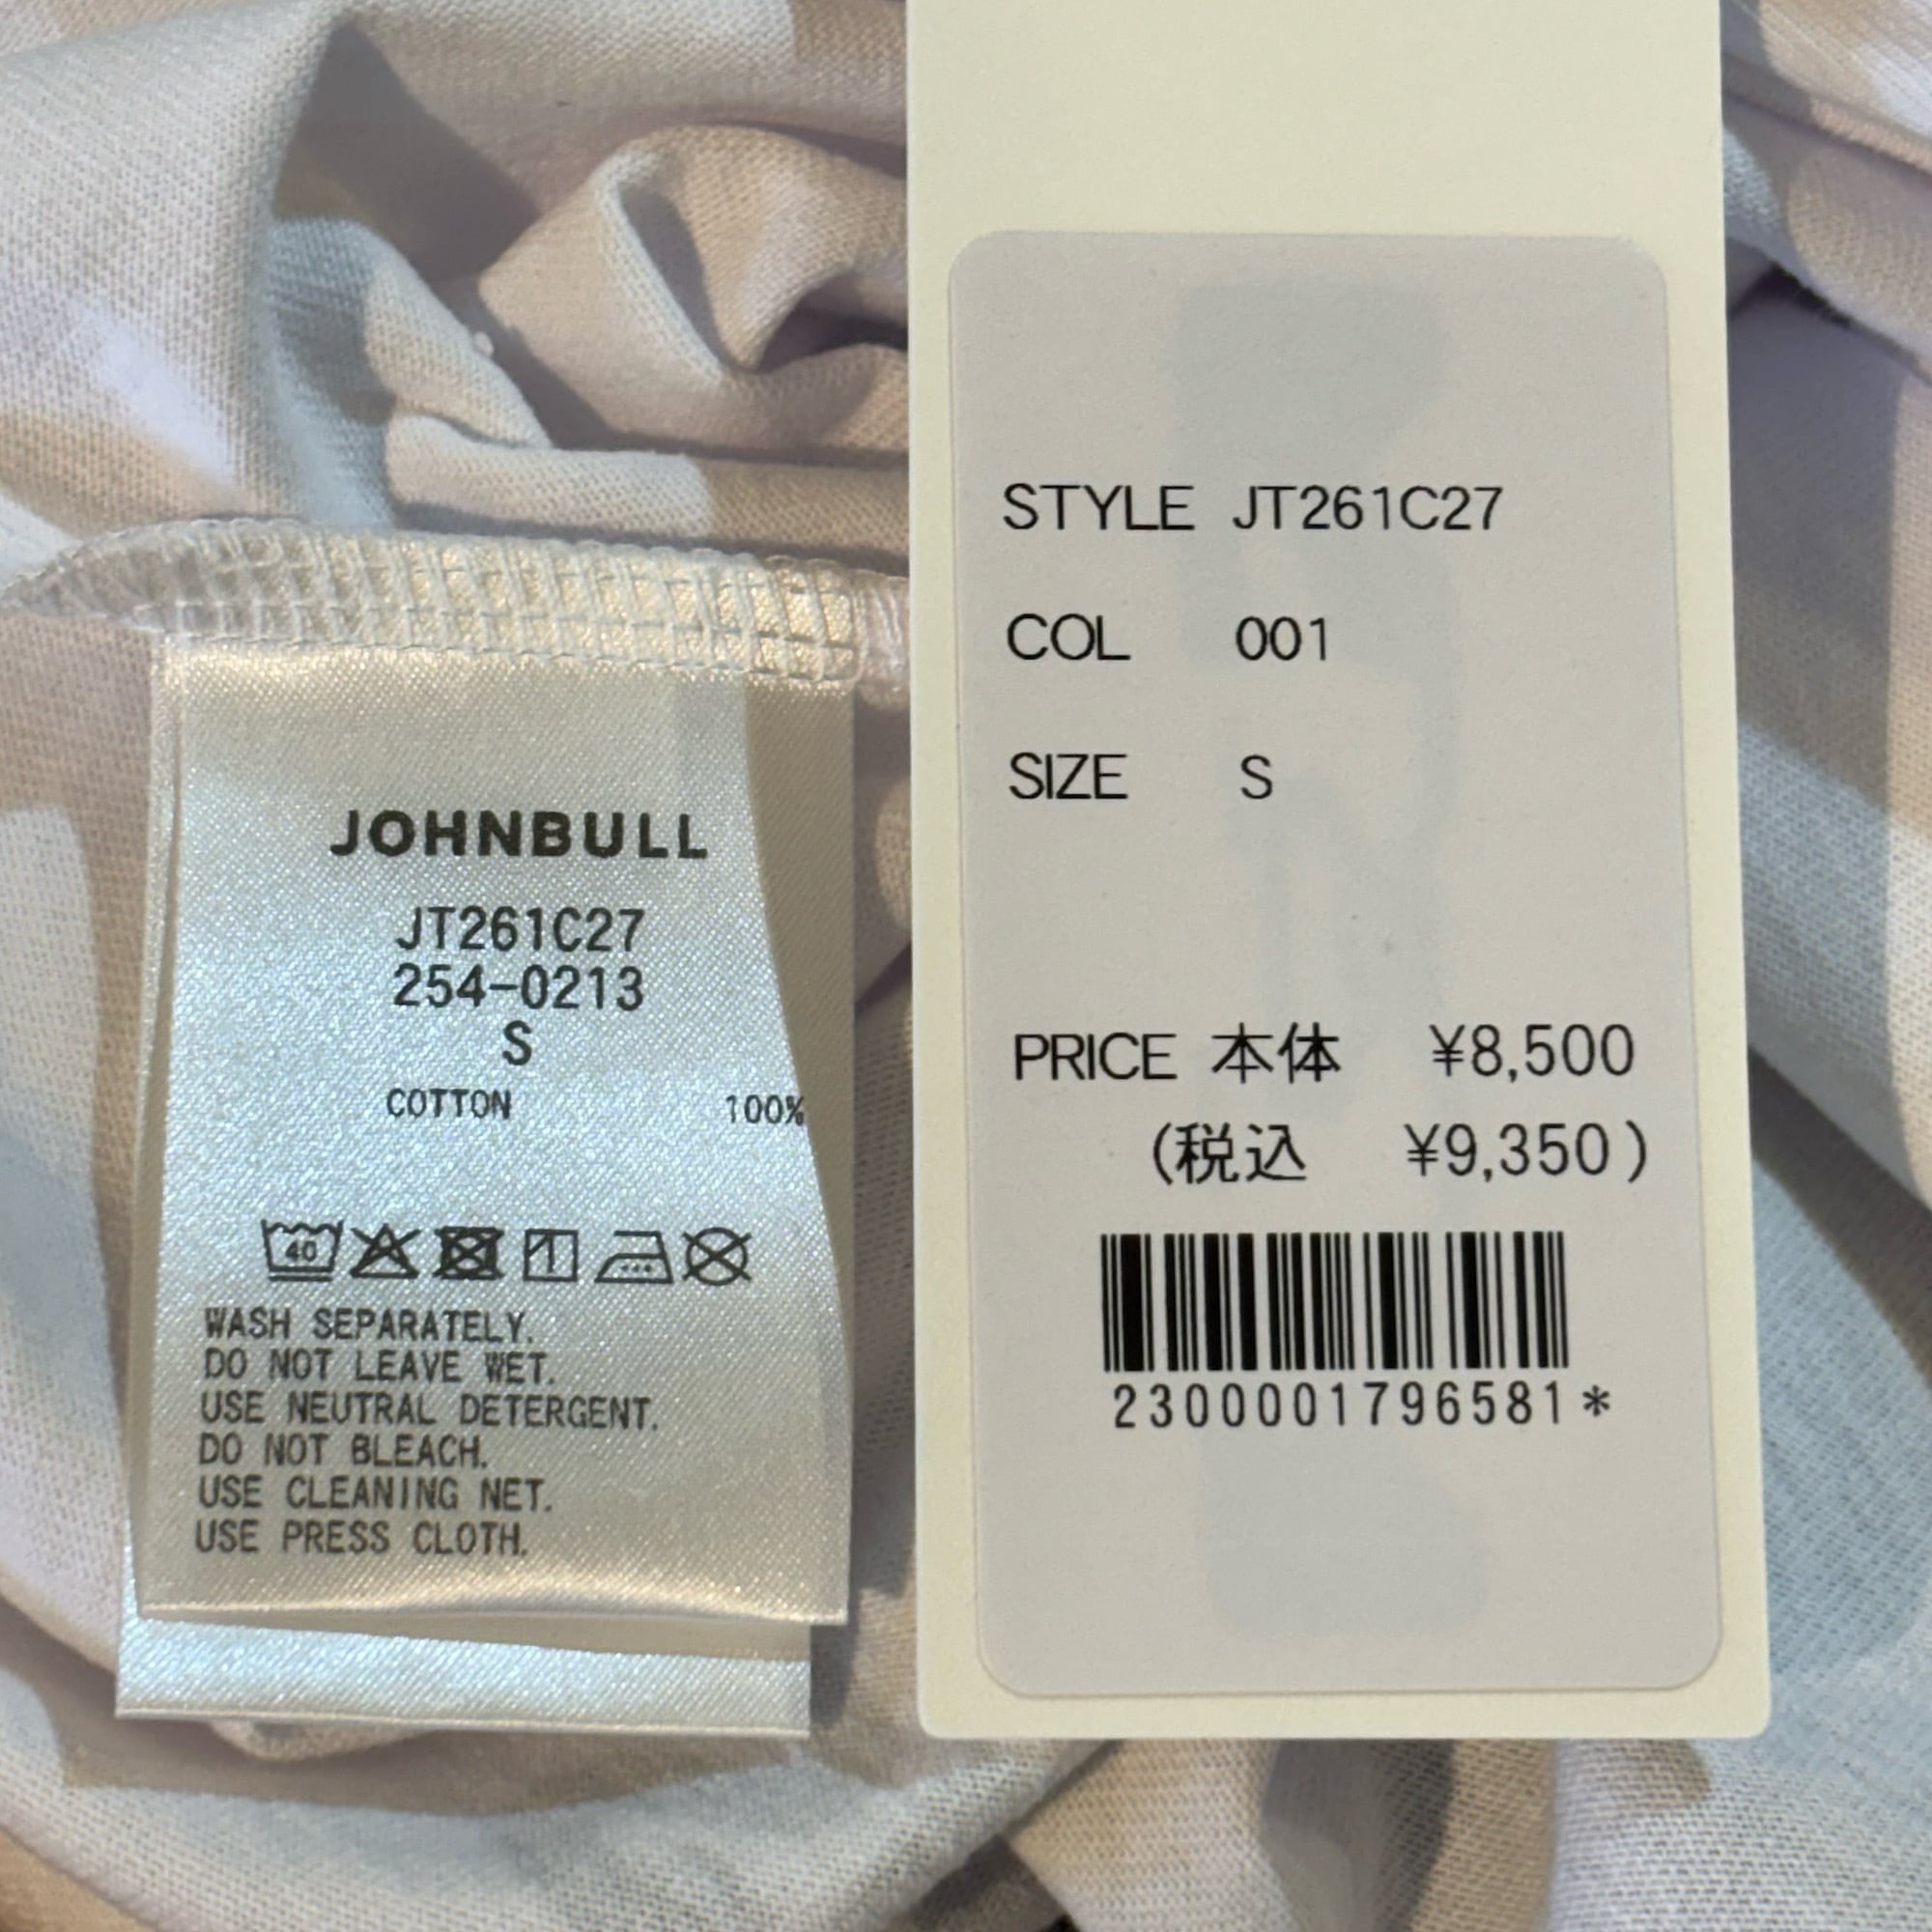 JOHNBULL
JT261C27
254-0213
S
COTTON 100%
40
WASH SEPARATELY.
DO NOT LEAVE WET.
USE NEUTRAL DETERGENT.
DO NOT BLEACH.
USE CLEANING NET.
USE PRESS CLOTH.
STYLE JT261C27
COL 001
SIZE S
PRICE 本体 ¥8,500
(税込 ¥9,350)
2300001796581*